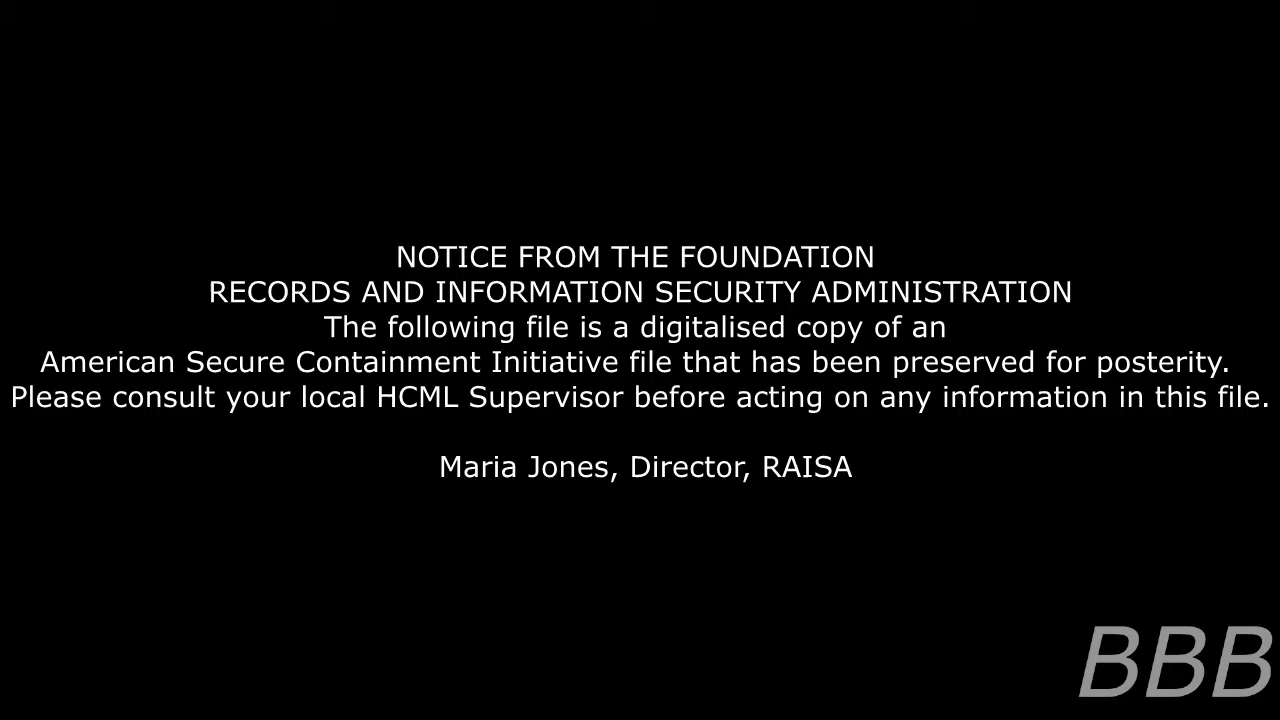 NOTICE FROM THE FOUNDATION
RECORDS AND INFORMATION SECURITY ADMINISTRATION
The following file is a digitalised copy of an
American Secure Containment Initiative file that has been preserved for posterity.
Please consult your local HCML Supervisor before acting on any information in this file.
Maria Jones, Director, RAISA
BBB